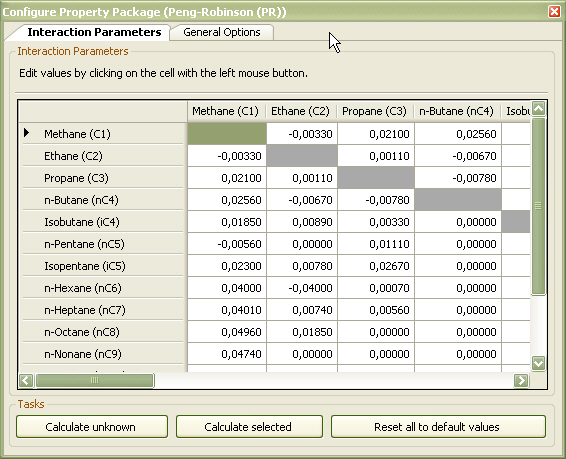 Configure Property Package (Peng-Robinson (PR))
Interaction Parameters General Options
Interaction Parameters
Edit values by clicking on the cell with the left mouse button.
Methane (C1) Ethane (C2) Propane (C3) n-Butane (nC4) Isobu
Methane (C1) -0,00330 0,02100 0,02560
Ethane (C2) -0,00330 0,00110 -0,00670
Propane (C3) 0,02100 0,00110 -0,00780
n-Butane (nC4) 0,02560 -0,00670 -0,00780
Isobutane (iC4) 0,01850 0,00890 0,00330 0,00000
n-Pentane (nC5) -0,00560 0,00000 0,01110 0,00000
Isopentane (iC5) 0,02300 0,00780 0,02670 0,00000
n-Hexane (nC6) 0,04000 -0,04000 0,00070 0,00000
n-Heptane (nC7) 0,04010 0,00740 0,00560 0,00000
n-Octane (nC8) 0,04960 0,01850 0,00000 0,00000
n-Nonane (nC9) 0,04740 0,00000 0,00000 0,00000
Tasks
Calculate unknown Calculate selected Reset all to default values